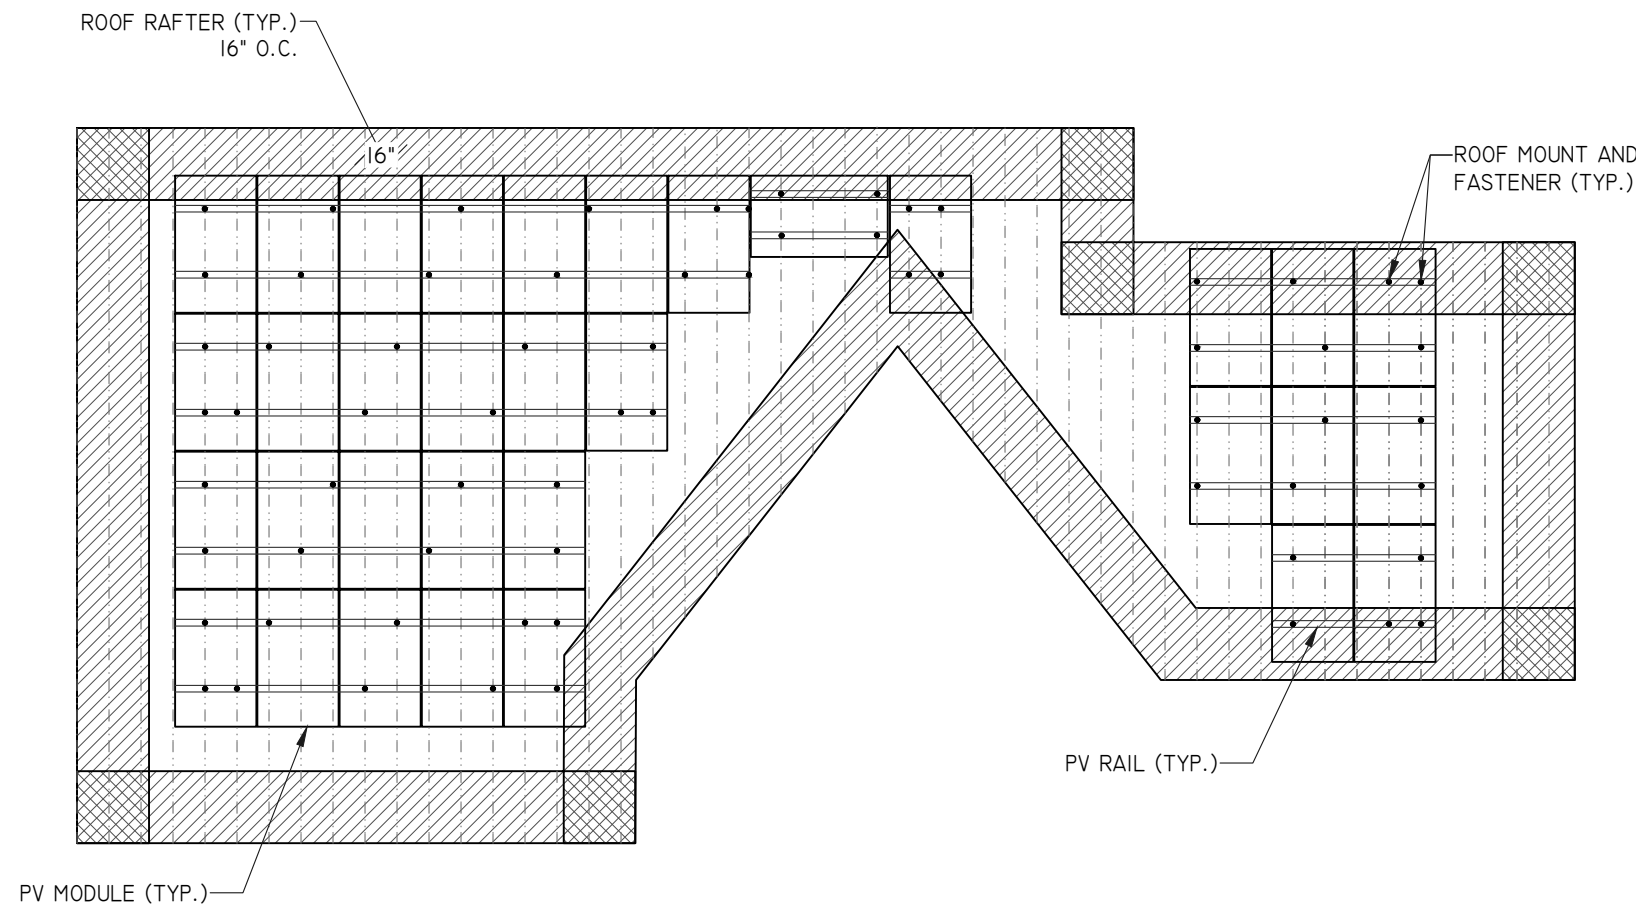 ROOF RAFTER (TYP.)
16" O.C.
16"
ROOF MOUNT AND
FASTENER (TYP.)
PV RAIL (TYP.)
PV MODULE (TYP.)